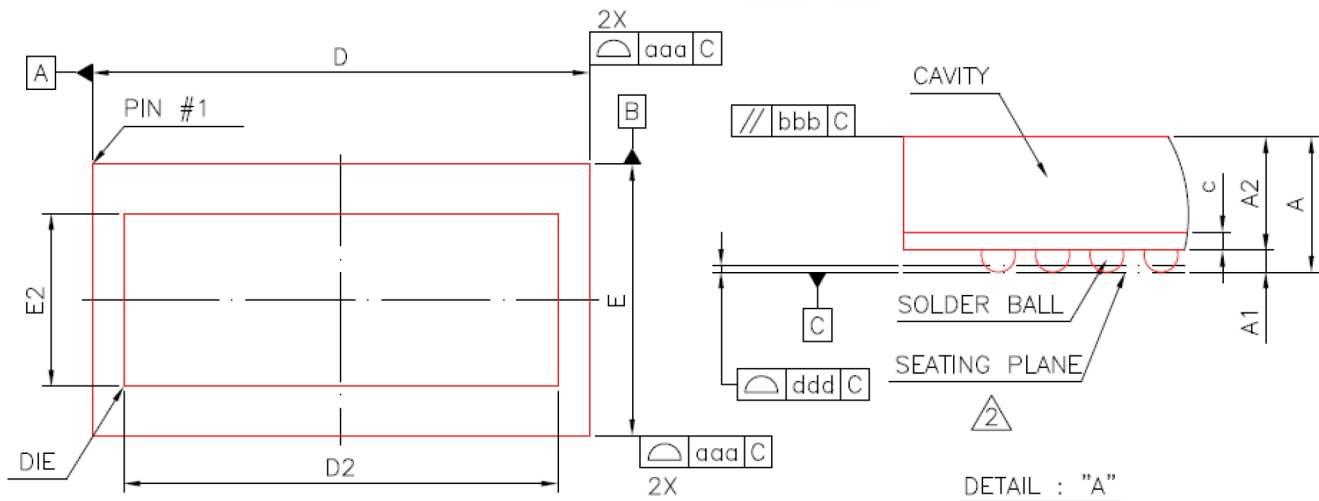 2X
aaa C
D
A
PIN #1
B
E2
E
DIE
D2
aaa C
2X
CAVITY
// bbb C
c
A2
A
C
SOLDER BALL
A1
SEATING PLANE
ddd C
2
DETAIL : "A"